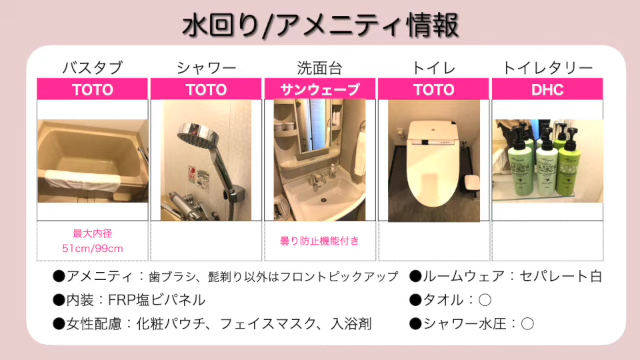 水回り/アメニティ情報
バスタブ シャワー 洗面台 トイレ トイレタリー
TOTO TOTO サンウェーブ TOTO DHC
最大内径
51cm/99cm
曇り防止機能付き
●アメニティ：歯ブラシ、髭剃り以外はフロントピックアップ ●ルームウェア：セパレート白
●内装：FRP塩ビパネル ●タオル：〇
●女性配慮：化粧パウチ、フェイスマスク、入浴剤 ●シャワー水圧：〇